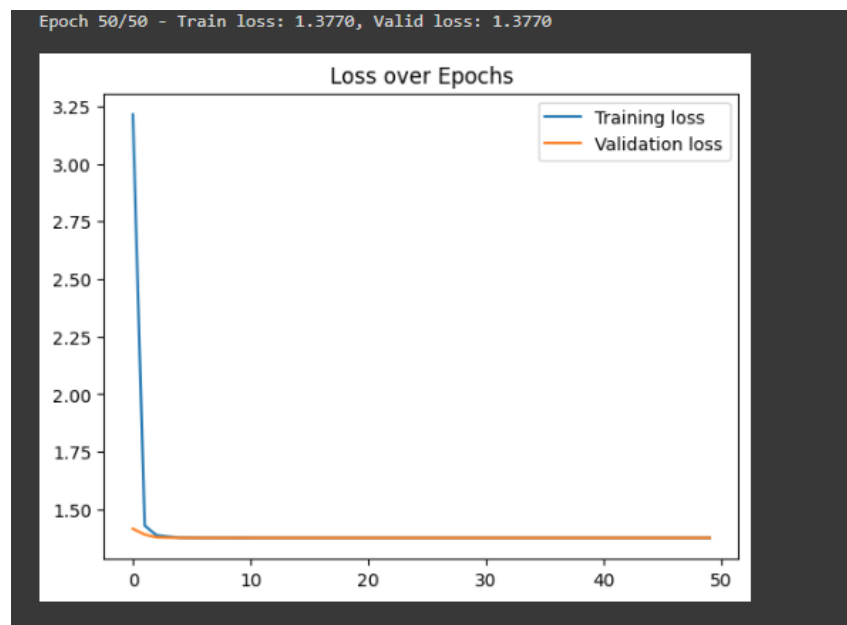 Epoch 50/50 - Train loss: 1.3770, Valid loss: 1.3770
Loss over Epochs
Training loss
Validation loss
3.25
3.00
2.75
2.50
2.25
2.00
1.75
1.50
0 10 20 30 40 50